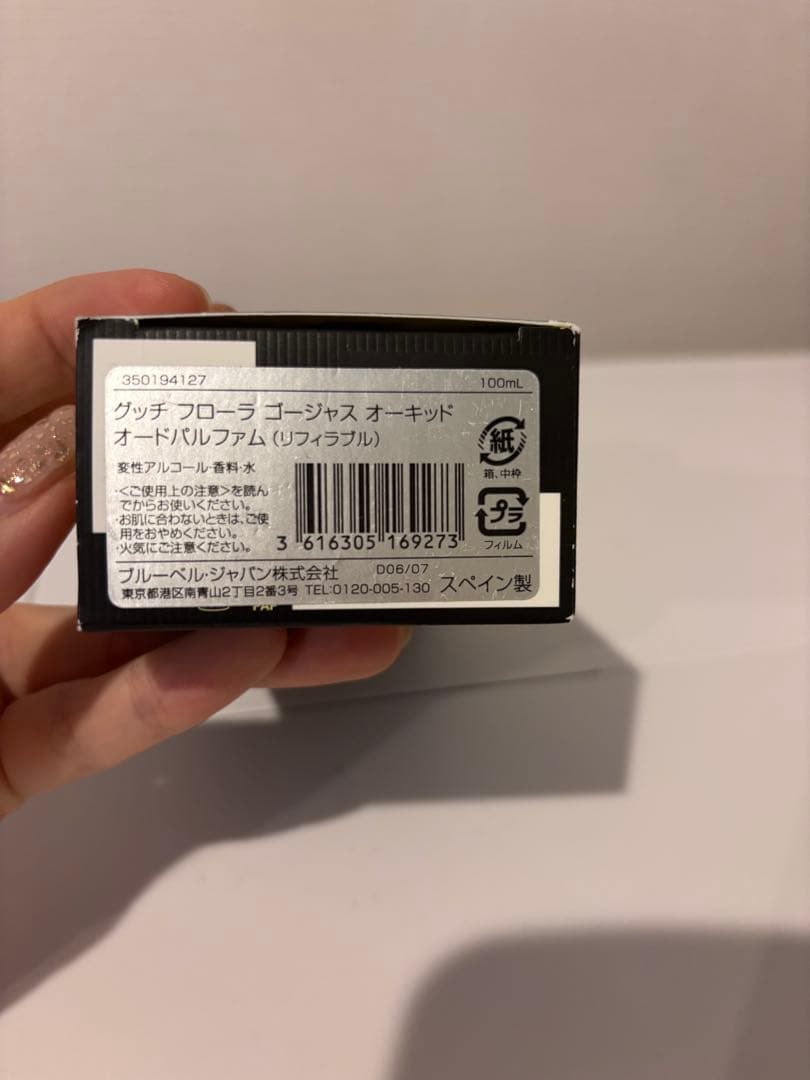 350194127 100mL
グッチ フローラ ゴージャス オーキッド
オードパルファム(リフィラブル)
変性アルコール・香料・水
・<ご使用上の注意>を読ん
でからお使いください。
・お肌に合わないときは、ご使
用をおやめください。
・火気にご注意ください。
3 616305 169273
紙
箱、中枠
プラ
フィルム
ブルーベル・ジャパン株式会社 D06/07
東京都港区南青山2丁目2番3号 TEL:0120-005-130 スペイン製
PAP